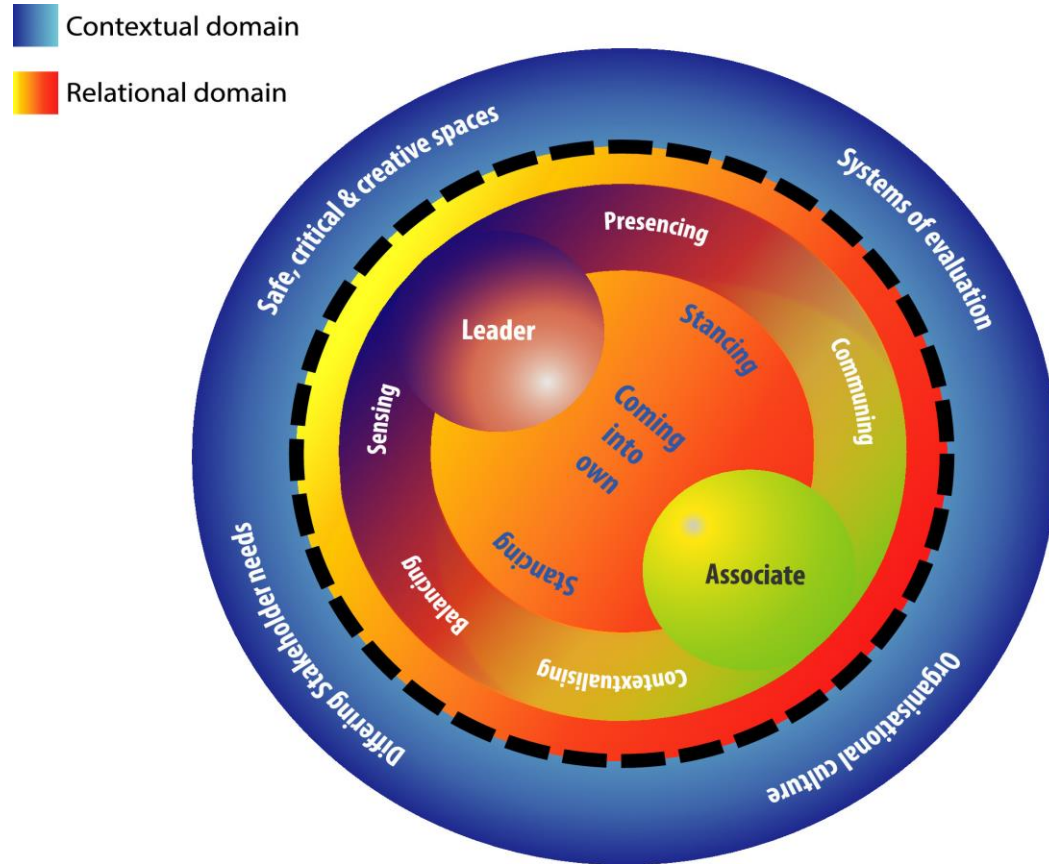 Contextual domain
Relational domain
Safe, critical & creative spaces
Systems of evaluation
Presencing
Leader
Stancing
Communing
Sensing
Coming
into
own
Stancing
Associate
Balancing
Contextualising
Differing Stakeholder needs
Organisational culture